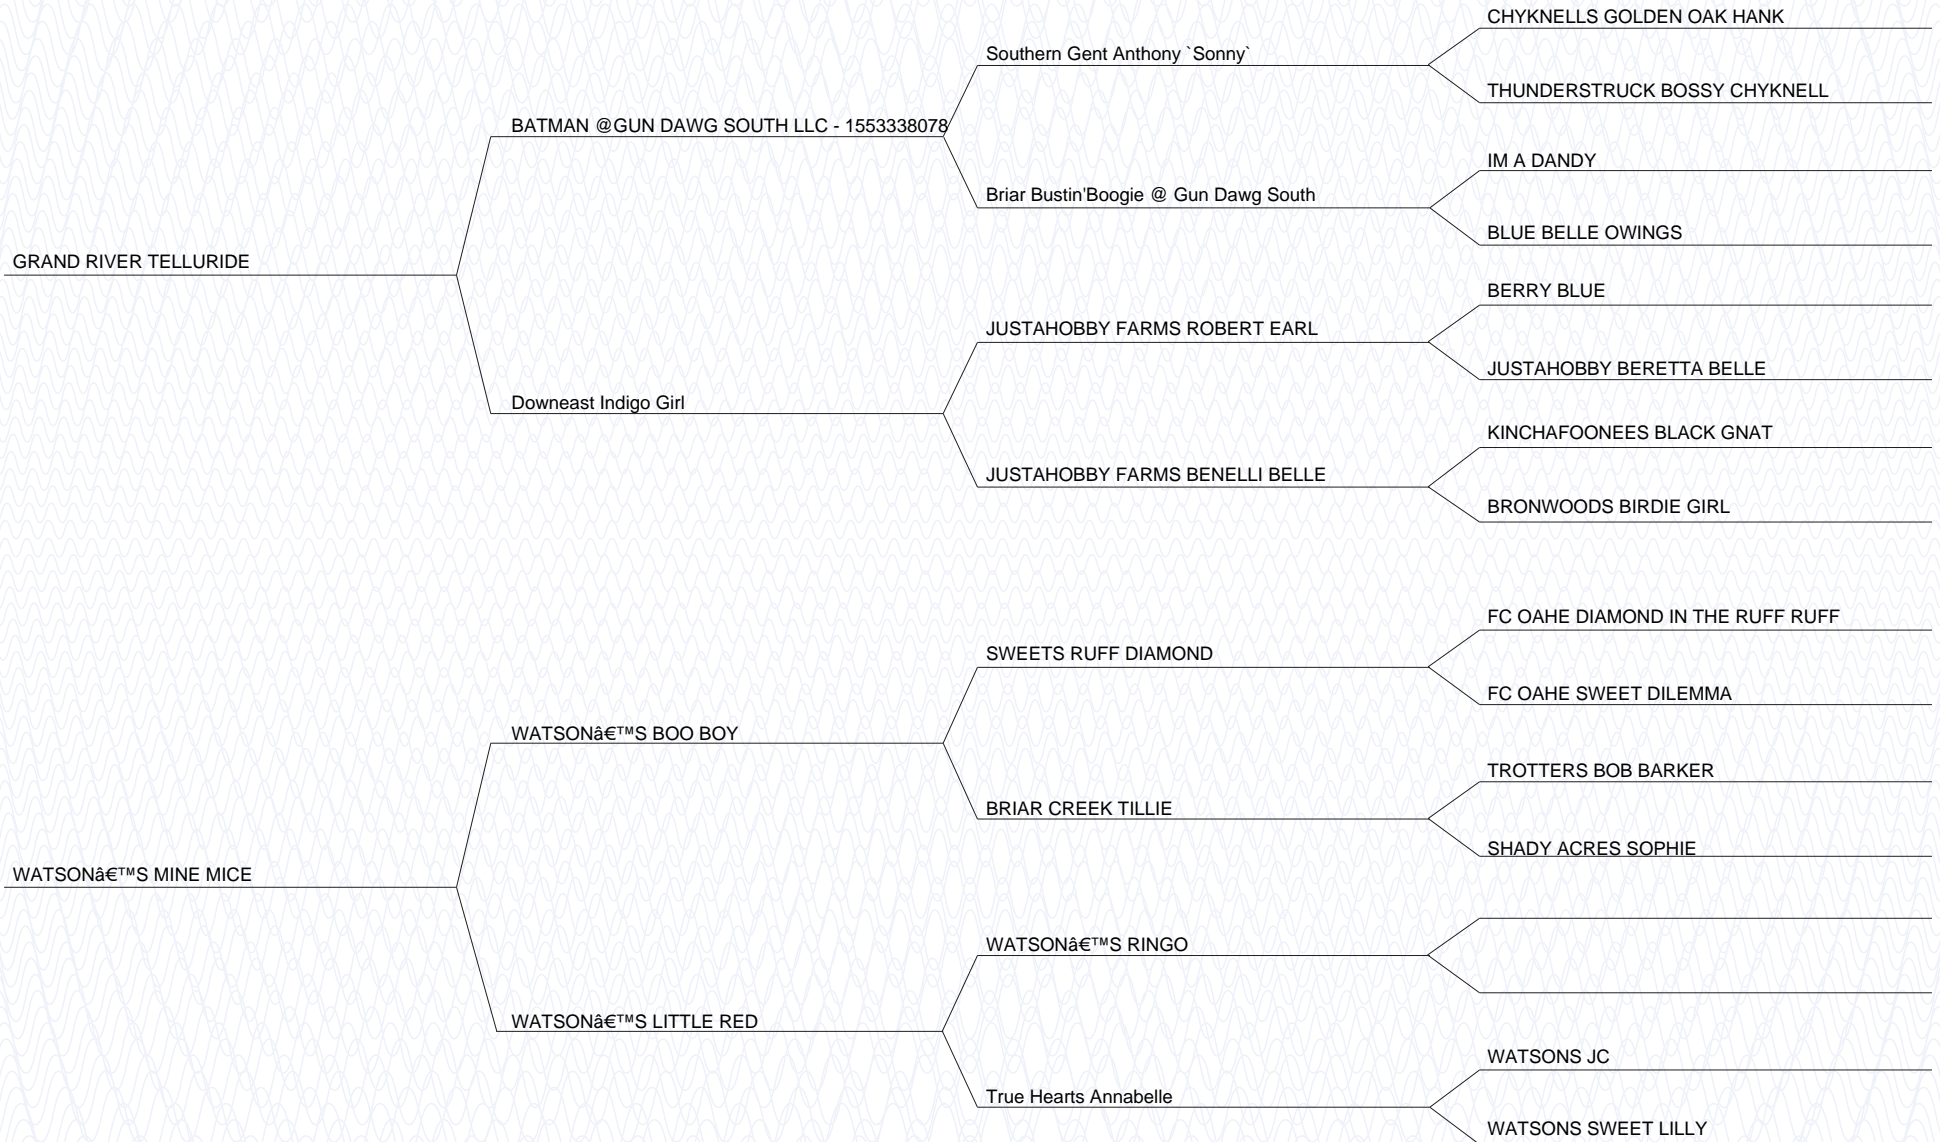 CHYKNELLS GOLDEN OAK HANK
Southern Gent Anthony `Sonny`
THUNDERSTRUCK BOSSY CHYKNELL
BATMAN @GUN DAWG SOUTH LLC - 1553338078
IM A DANDY
Briar Bustin'Boogie @ Gun Dawg South
BLUE BELLE OWINGS
GRAND RIVER TELLURIDE
BERRY BLUE
JUSTAHOBBY FARMS ROBERT EARL
JUSTAHOBBY BERETTA BELLE
Downeast Indigo Girl
KINCHAFOONEES BLACK GNAT
JUSTAHOBBY FARMS BENELLI BELLE
BRONWOODS BIRDIE GIRL
FC OAHE DIAMOND IN THE RUFF RUFF
SWEETS RUFF DIAMOND
FC OAHE SWEET DILEMMA
WATSONâ€™S BOO BOY
TROTTERS BOB BARKER
BRIAR CREEK TILLIE
SHADY ACRES SOPHIE
WATSONâ€™S MINE MICE
WATSONâ€™S RINGO
WATSONâ€™S LITTLE RED
WATSONS JC
True Hearts Annabelle
WATSONS SWEET LILLY